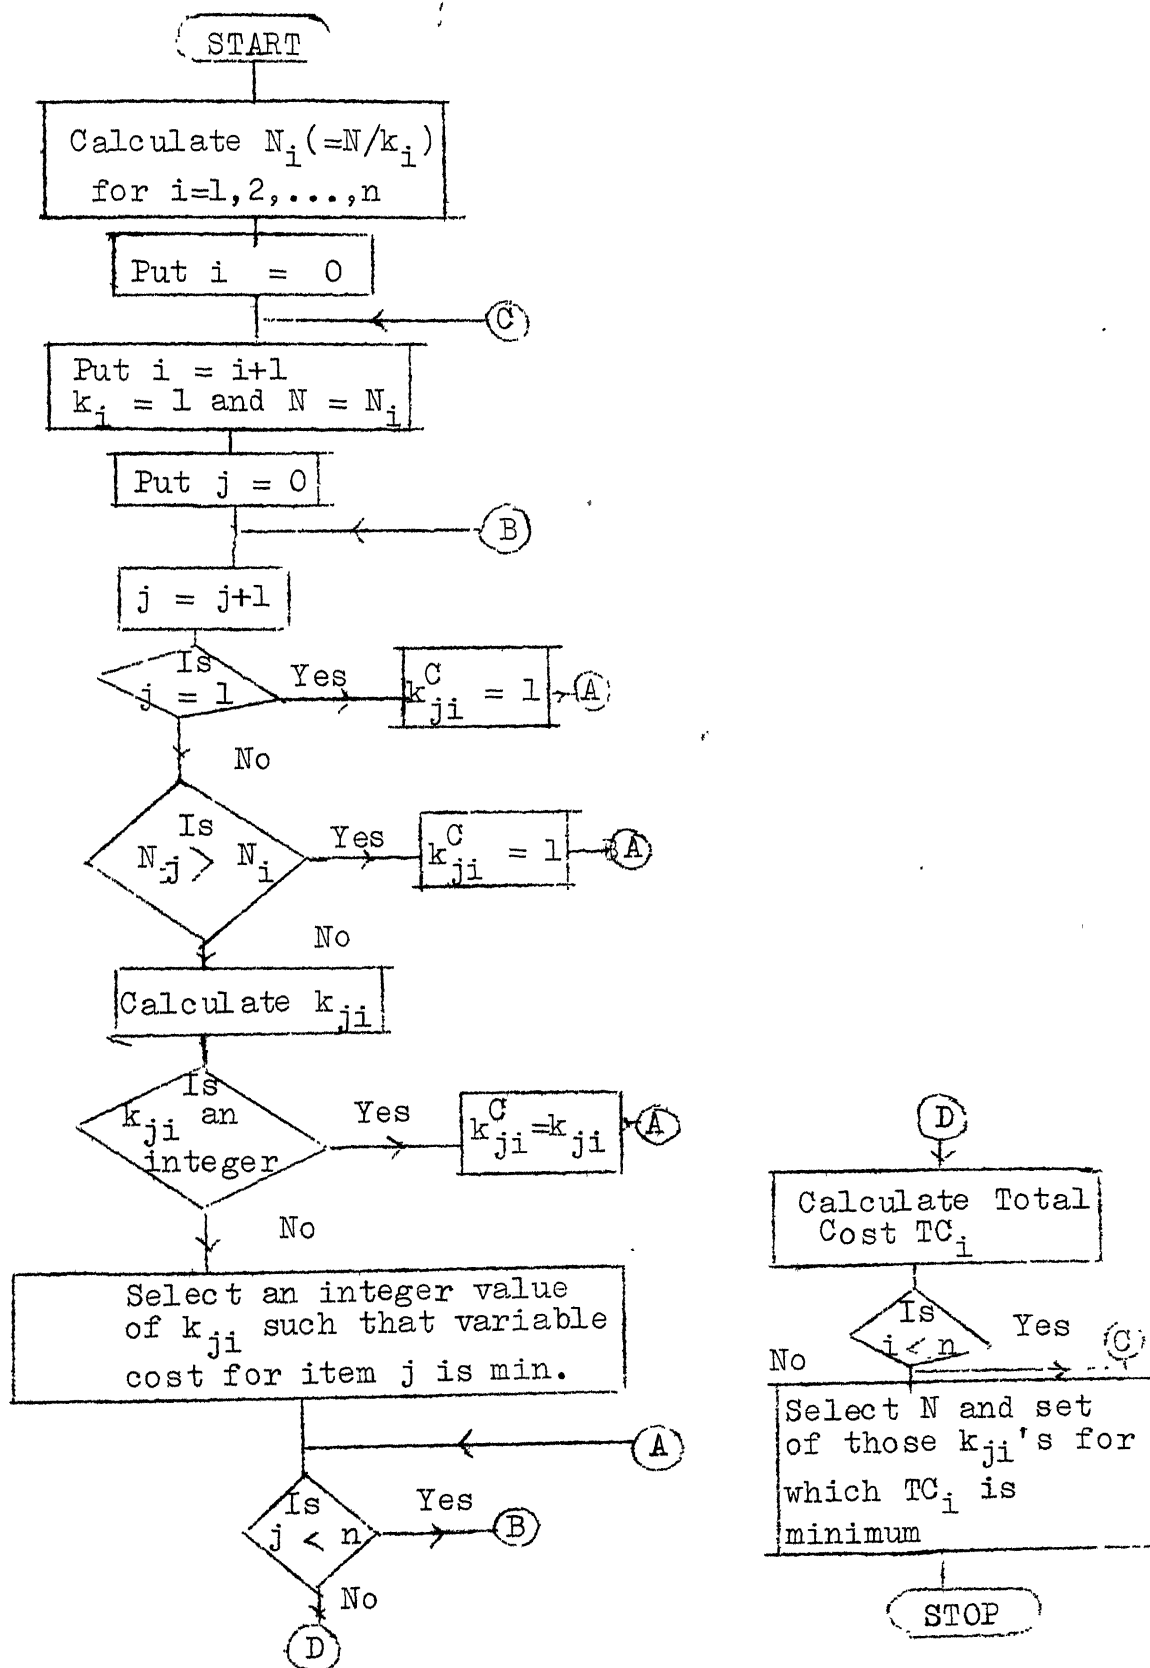 START
Calculate N_i(=N/k_i)
for i=1,2,...,n
Put i = 0
C
Put i = i+1
k_i = 1 and N = N_i
Put j = 0
B
j = j+1
Is
j = 1
Yes
k^C_ji = 1
A
No
Is
N_j > N_i
Yes
k^C_ji = 1
A
No
Calculate k_ji
Is
k_ji an
integer
Yes
k^C_ji=k_ji
A
No
Select an integer value
of k_ji such that variable
cost for item j is min.
A
Is
j < n
Yes
B
No
D
D
Calculate Total
Cost TC_i
Is
i < n
Yes
C
No
Select N and set
of those k_ji's for
which TC_i is
minimum
STOP